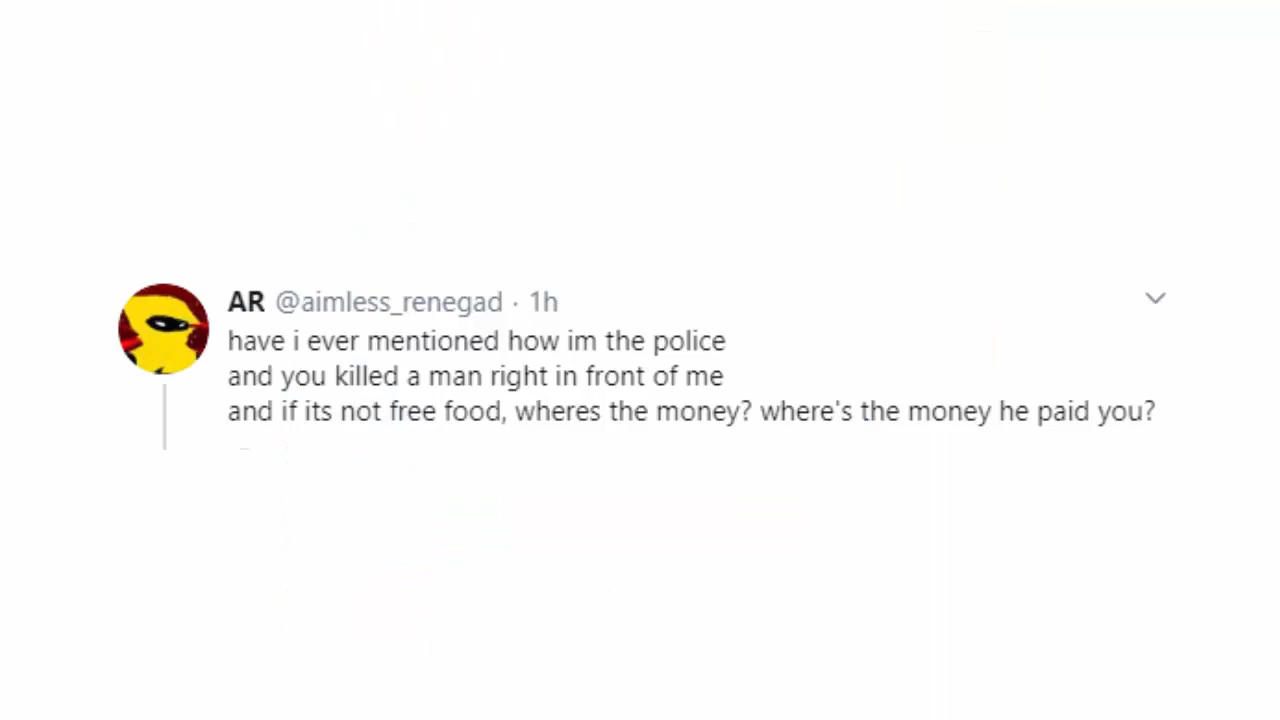 AR @aimless_renegad · 1h
have i ever mentioned how im the police
and you killed a man right in front of me
and if its not free food, wheres the money? where's the money he paid you?